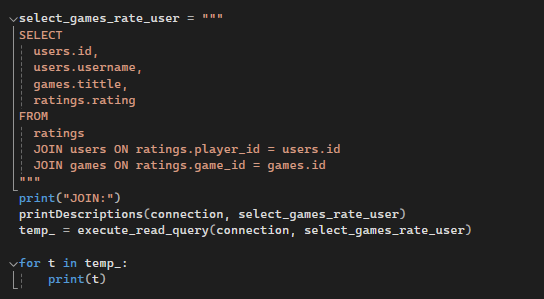 select_games_rate_user = """
SELECT
  users.id,
  users.username,
  games.tittle,
  ratings.rating
FROM
  ratings
  JOIN users ON ratings.player_id = users.id
  JOIN games ON ratings.game_id = games.id
"""
print("JOIN:")
printDescriptions(connection, select_games_rate_user)
temp_ = execute_read_query(connection, select_games_rate_user)

for t in temp_:
    print(t)